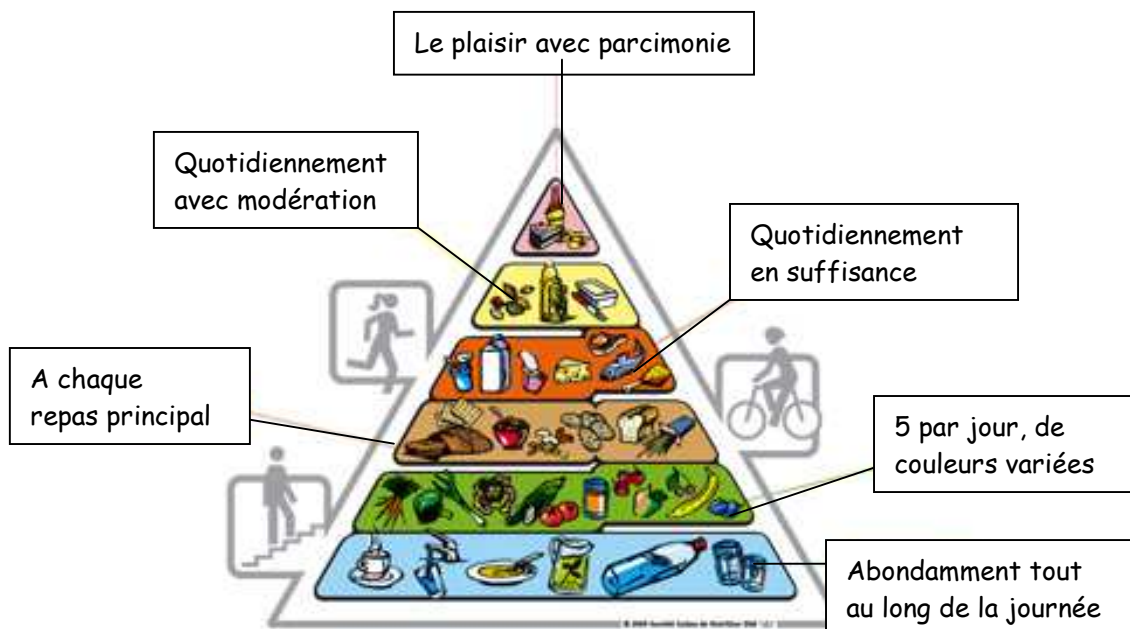 Le plaisir avec parcimonie
Quotidiennement
avec modération
Quotidiennement
en suffisance
A chaque
repas principal
5 par jour, de
couleurs variées
Abondamment tout
au long de la journée